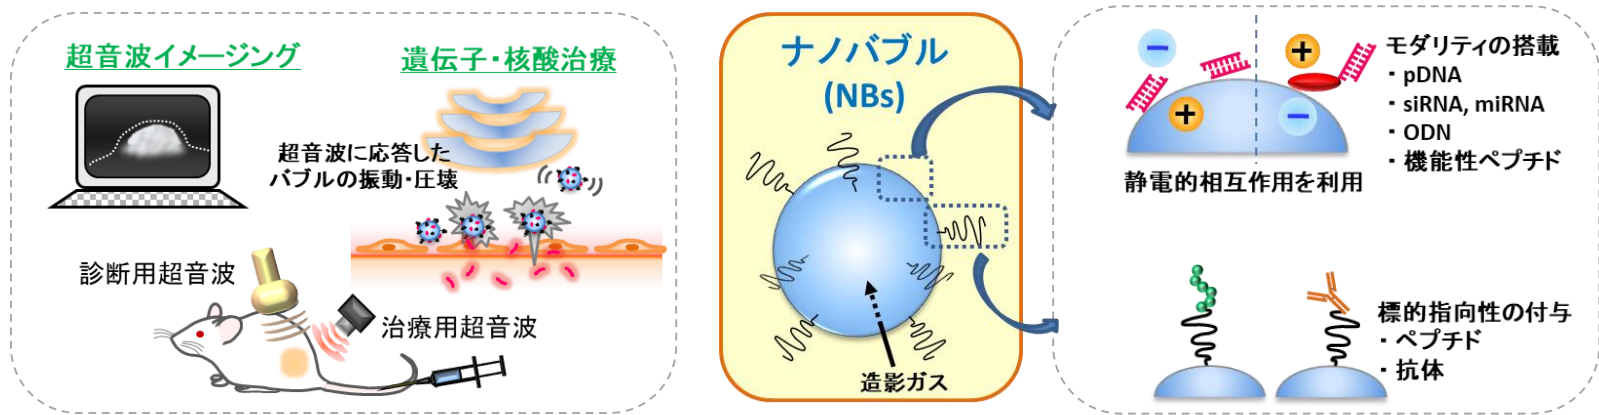 超音波イメージング
遺伝子・核酸治療
超音波に応答した
バブルの振動・圧壊
診断用超音波
治療用超音波
ナノバブル
(NBs)
造影ガス
−
+
+
−
静電的相互作用を利用
モダリティの搭載
・ pDNA
・ siRNA, miRNA
・ ODN
・ 機能性ペプチド
標的指向性の付与
・ ペプチド
・ 抗体